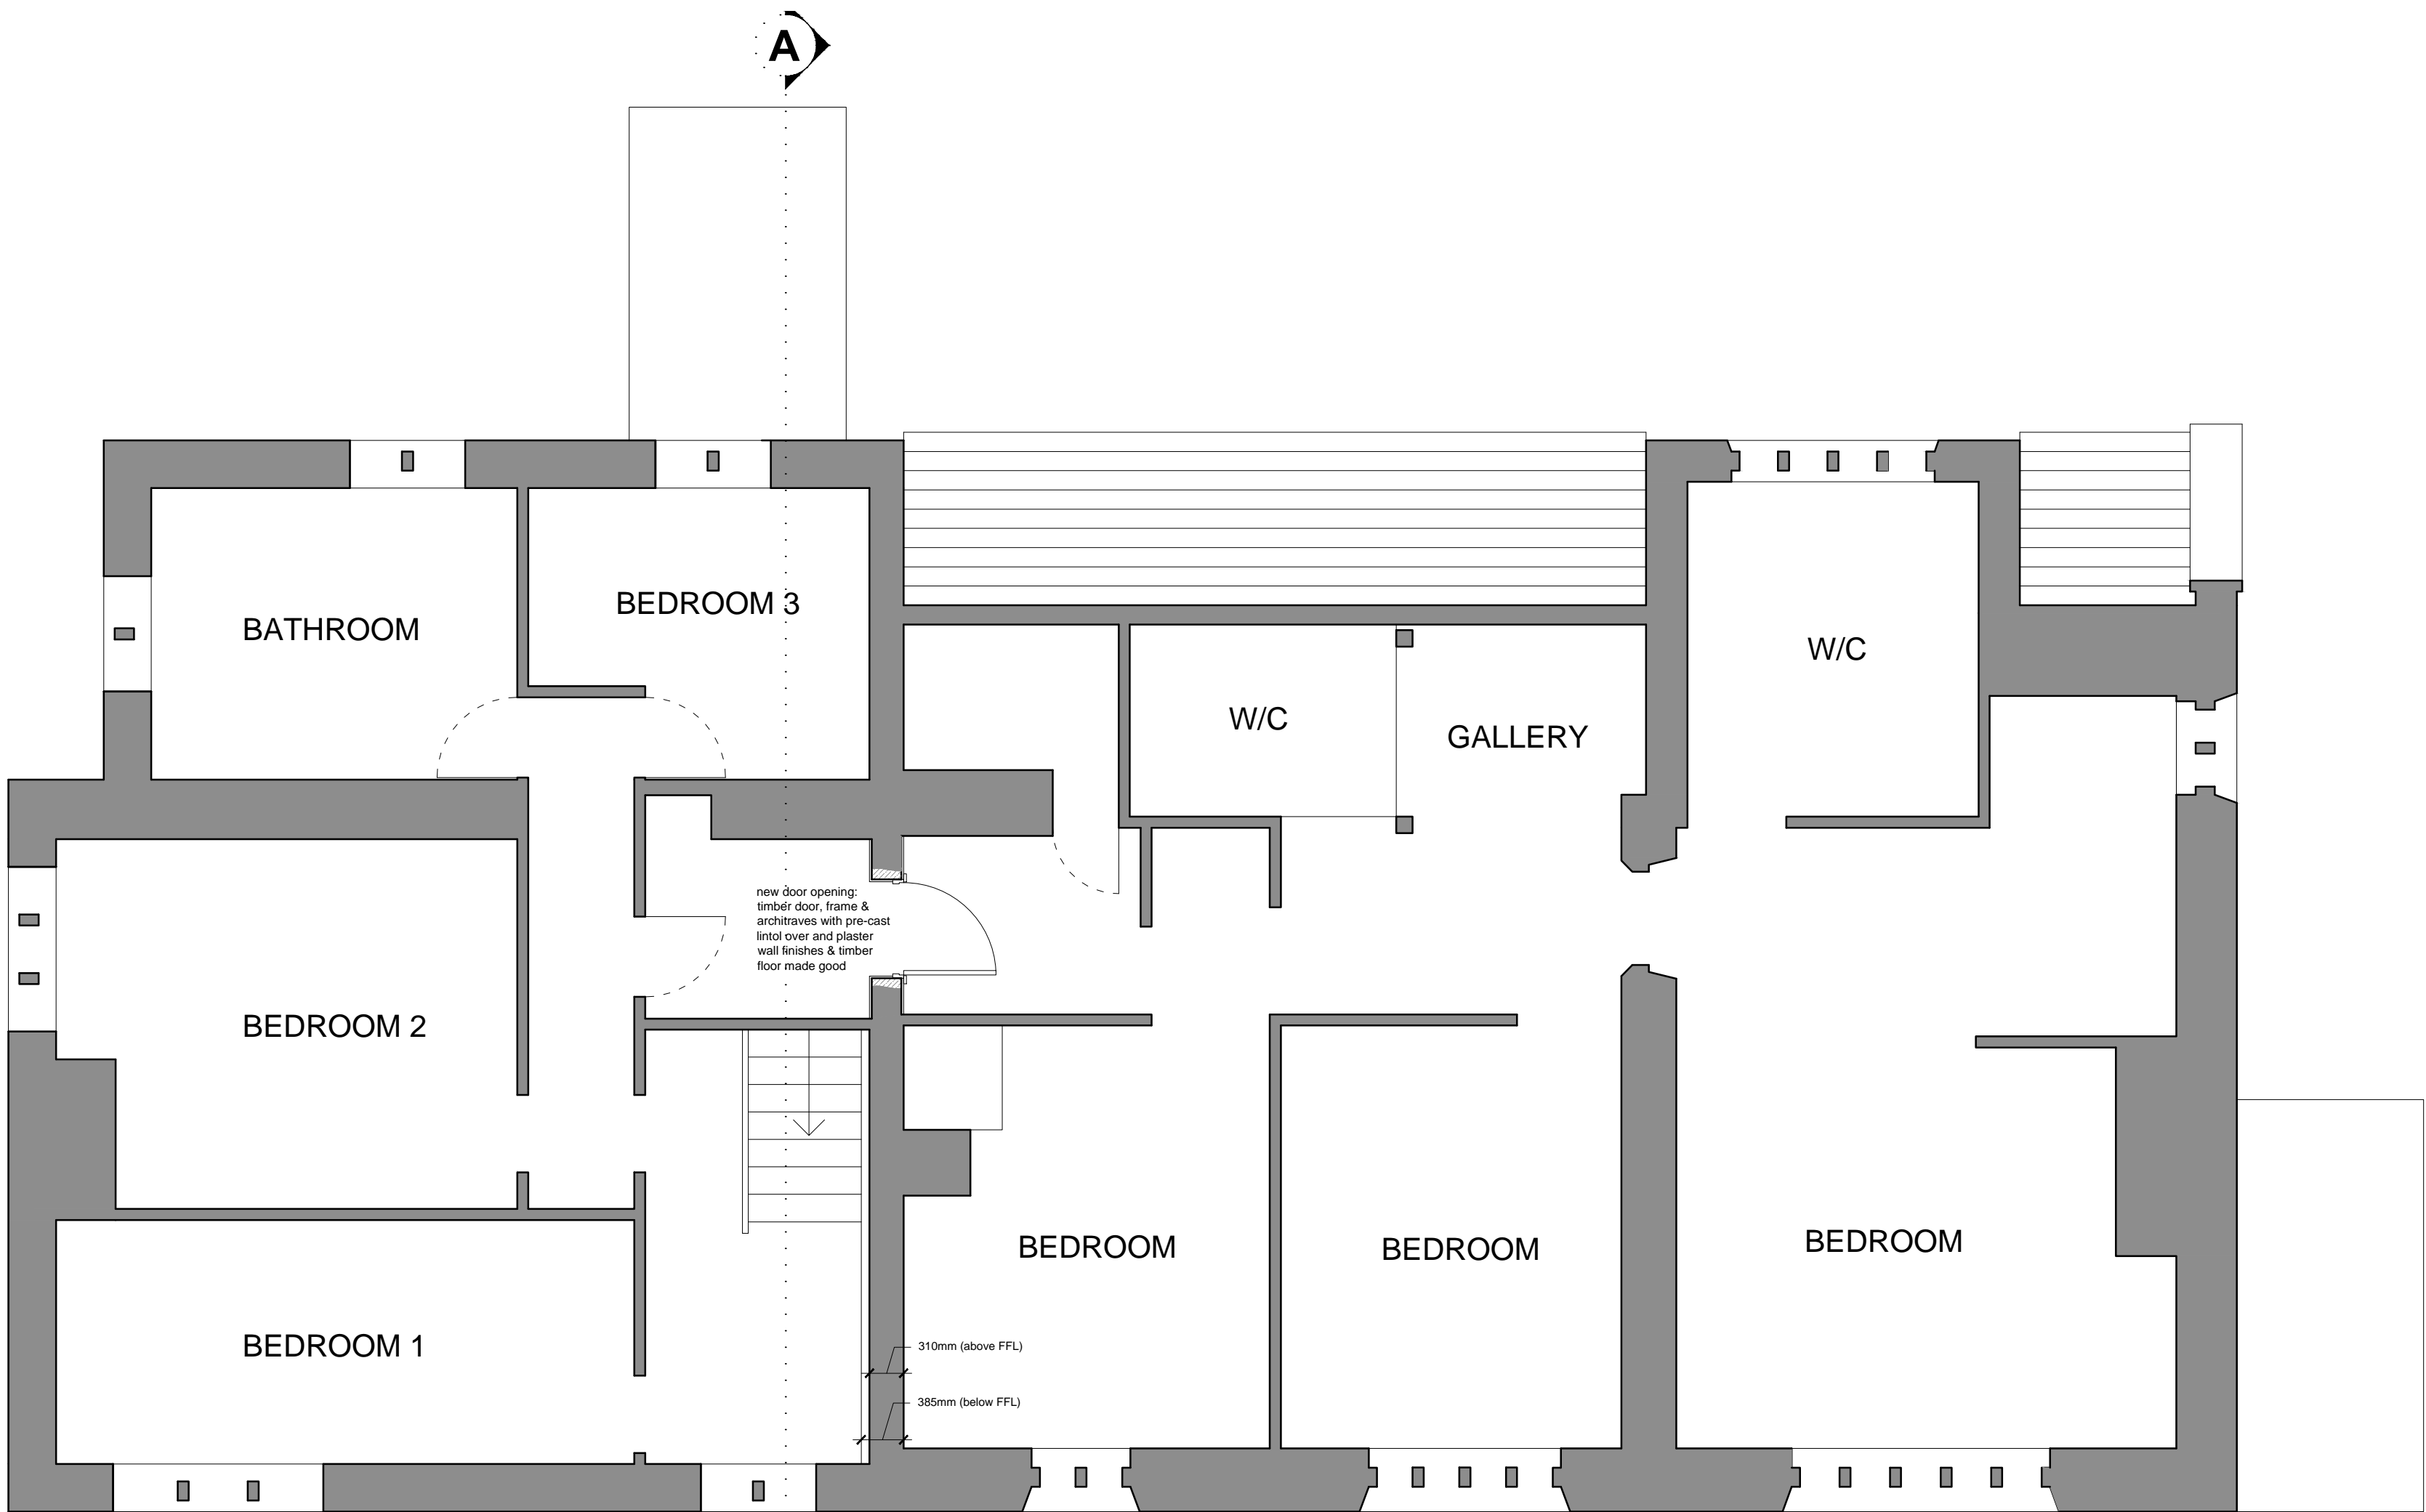 A
BATHROOM
BEDROOM 3
W/C
GALLERY
W/C
new door opening:
timber door, frame &
architraves with pre-cast
lintol over and plaster
wall finishes & timber
floor made good
BEDROOM 2
BEDROOM
BEDROOM
BEDROOM
BEDROOM 1
310mm (above FFL)
385mm (below FFL)